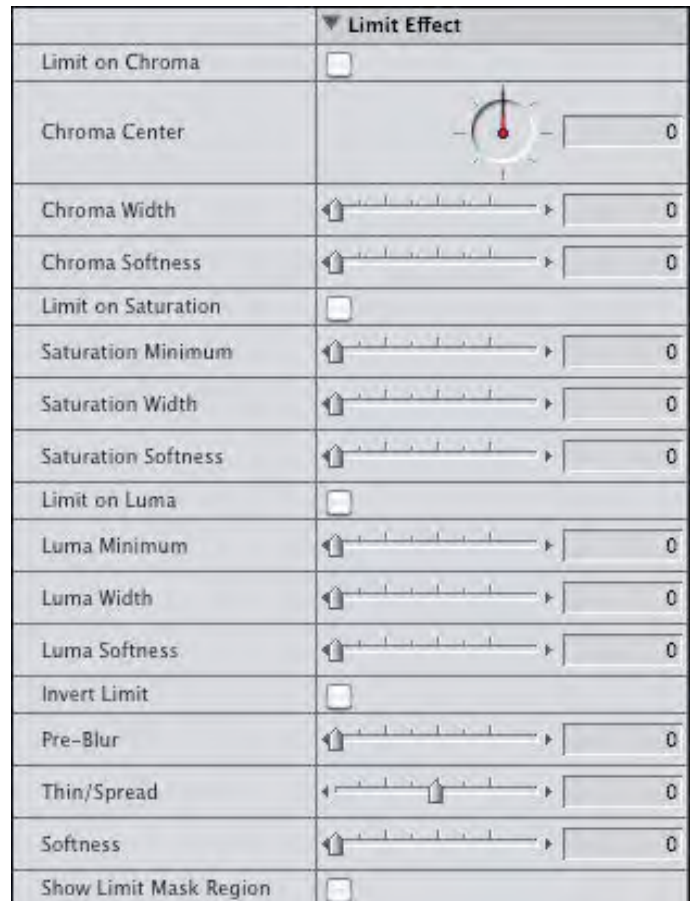 Limit Effect
Limit on Chroma
Chroma Center 0
Chroma Width 0
Chroma Softness 0
Limit on Saturation
Saturation Minimum 0
Saturation Width 0
Saturation Softness 0
Limit on Luma
Luma Minimum 0
Luma Width 0
Luma Softness 0
Invert Limit
Pre-Blur 0
Thin/Spread 0
Softness 0
Show Limit Mask Region